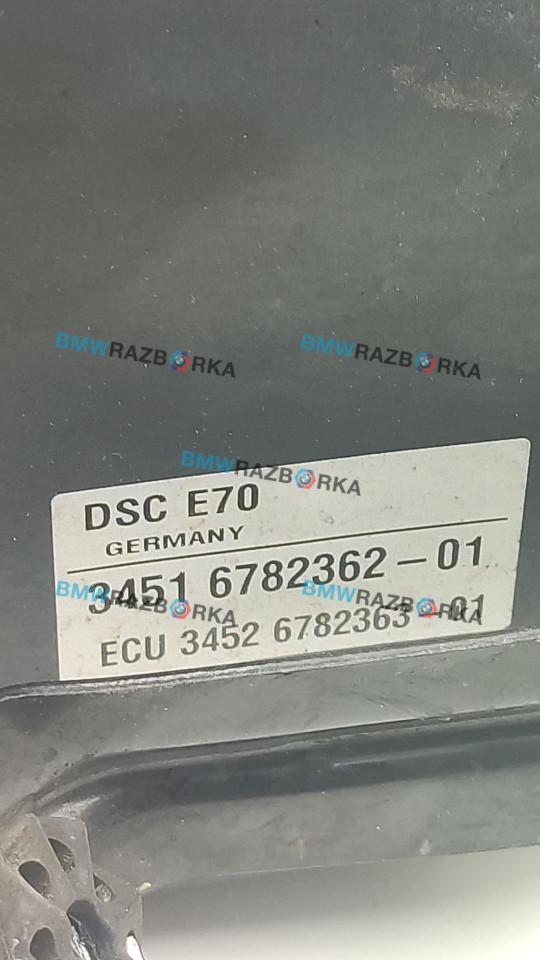 BMWRAZBORKA
BMWRAZBORKA
BMWRAZBORKA
DSC E70
GERMANY
3451 6782362-01
BMWRAZBORKA
BMWRAZBORKA
ECU 3452 6782363-01